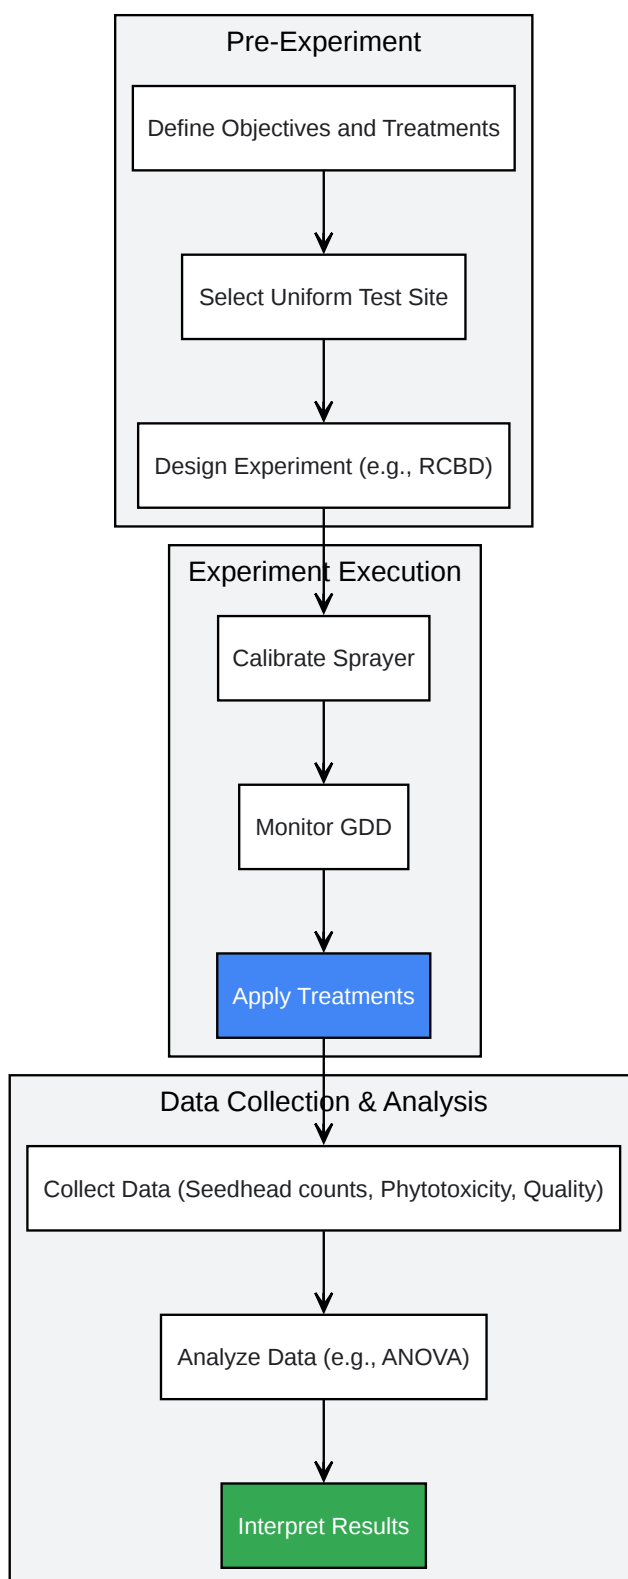 Pre-Experiment
Define Objectives and Treatments
Select Uniform Test Site
Design Experiment (e.g., RCBD)
Experiment Execution
Calibrate Sprayer
Monitor GDD
Apply Treatments
Data Collection & Analysis
Collect Data (Seedhead counts, Phytotoxicity, Quality)
Analyze Data (e.g., ANOVA)
Interpret Results